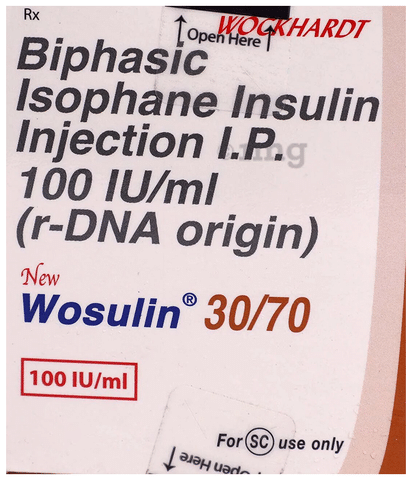 Rx
WOCKHARDT
Open Here
Biphasic
Isophane Insulin
Injection I.P.
100 IU/ml
(r-DNA origin)
New
Wosulin® 30/70
100 IU/ml
For SC use only
Open Here